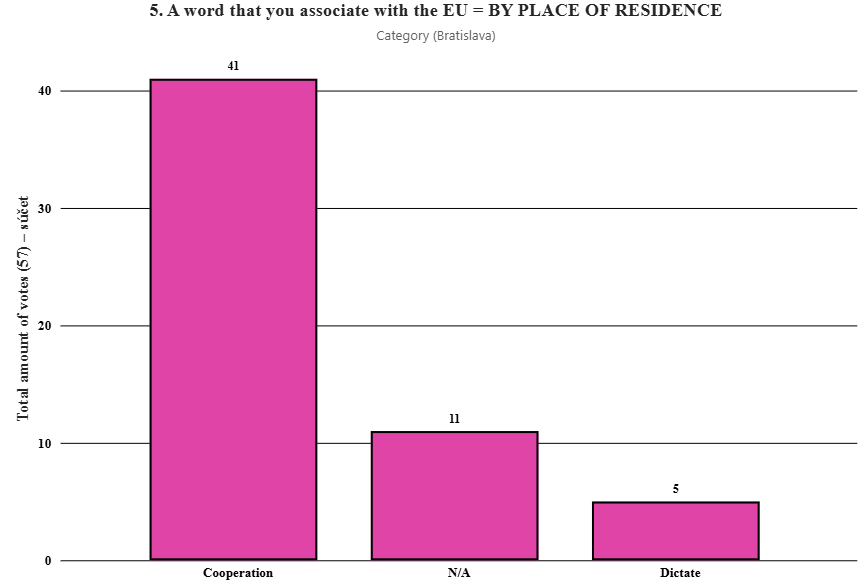 5. A word that you associate with the EU = BY PLACE OF RESIDENCE
Category (Bratislava)
Total amount of votes (57) – súčet
40
30
20
10
0
41
11
5
Cooperation
N/A
Dictate